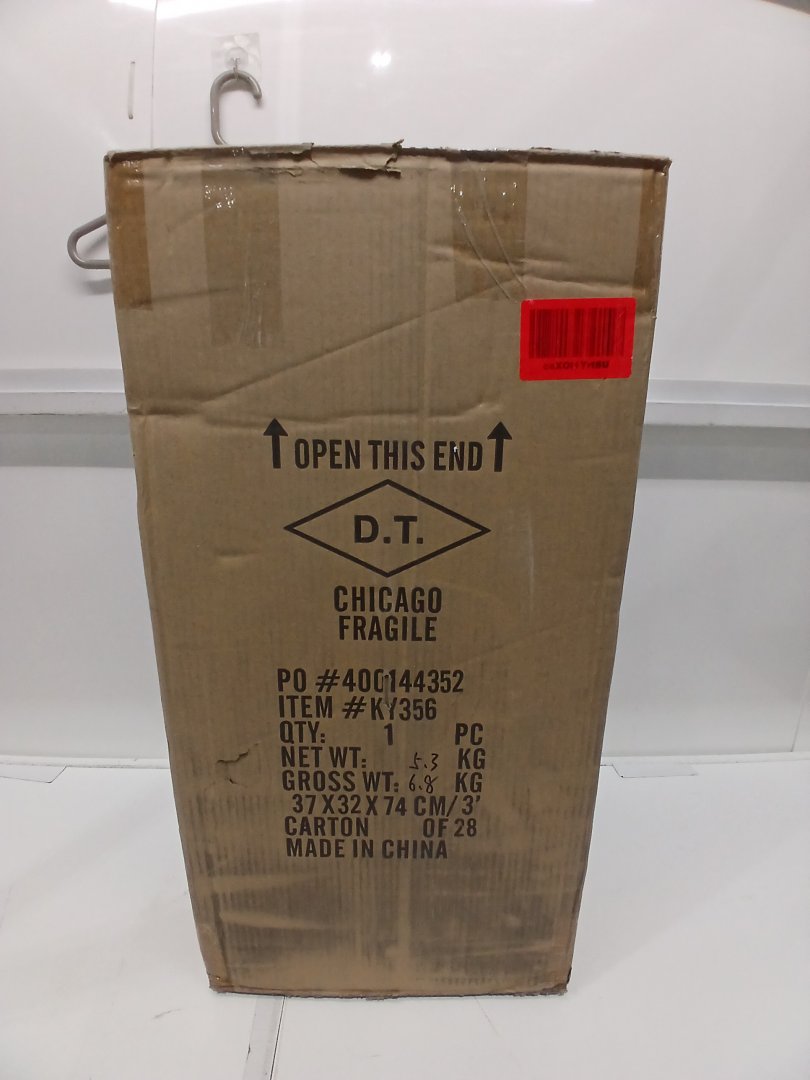 OPEN THIS END
D.T.
CHICAGO
FRAGILE
PO #400144352
ITEM #KY356
QTY: 1 PC
NET WT: 5.3 KG
GROSS WT: 6.8 KG
37 X 32 X 74 CM/3'
CARTON OF 28
MADE IN CHINA